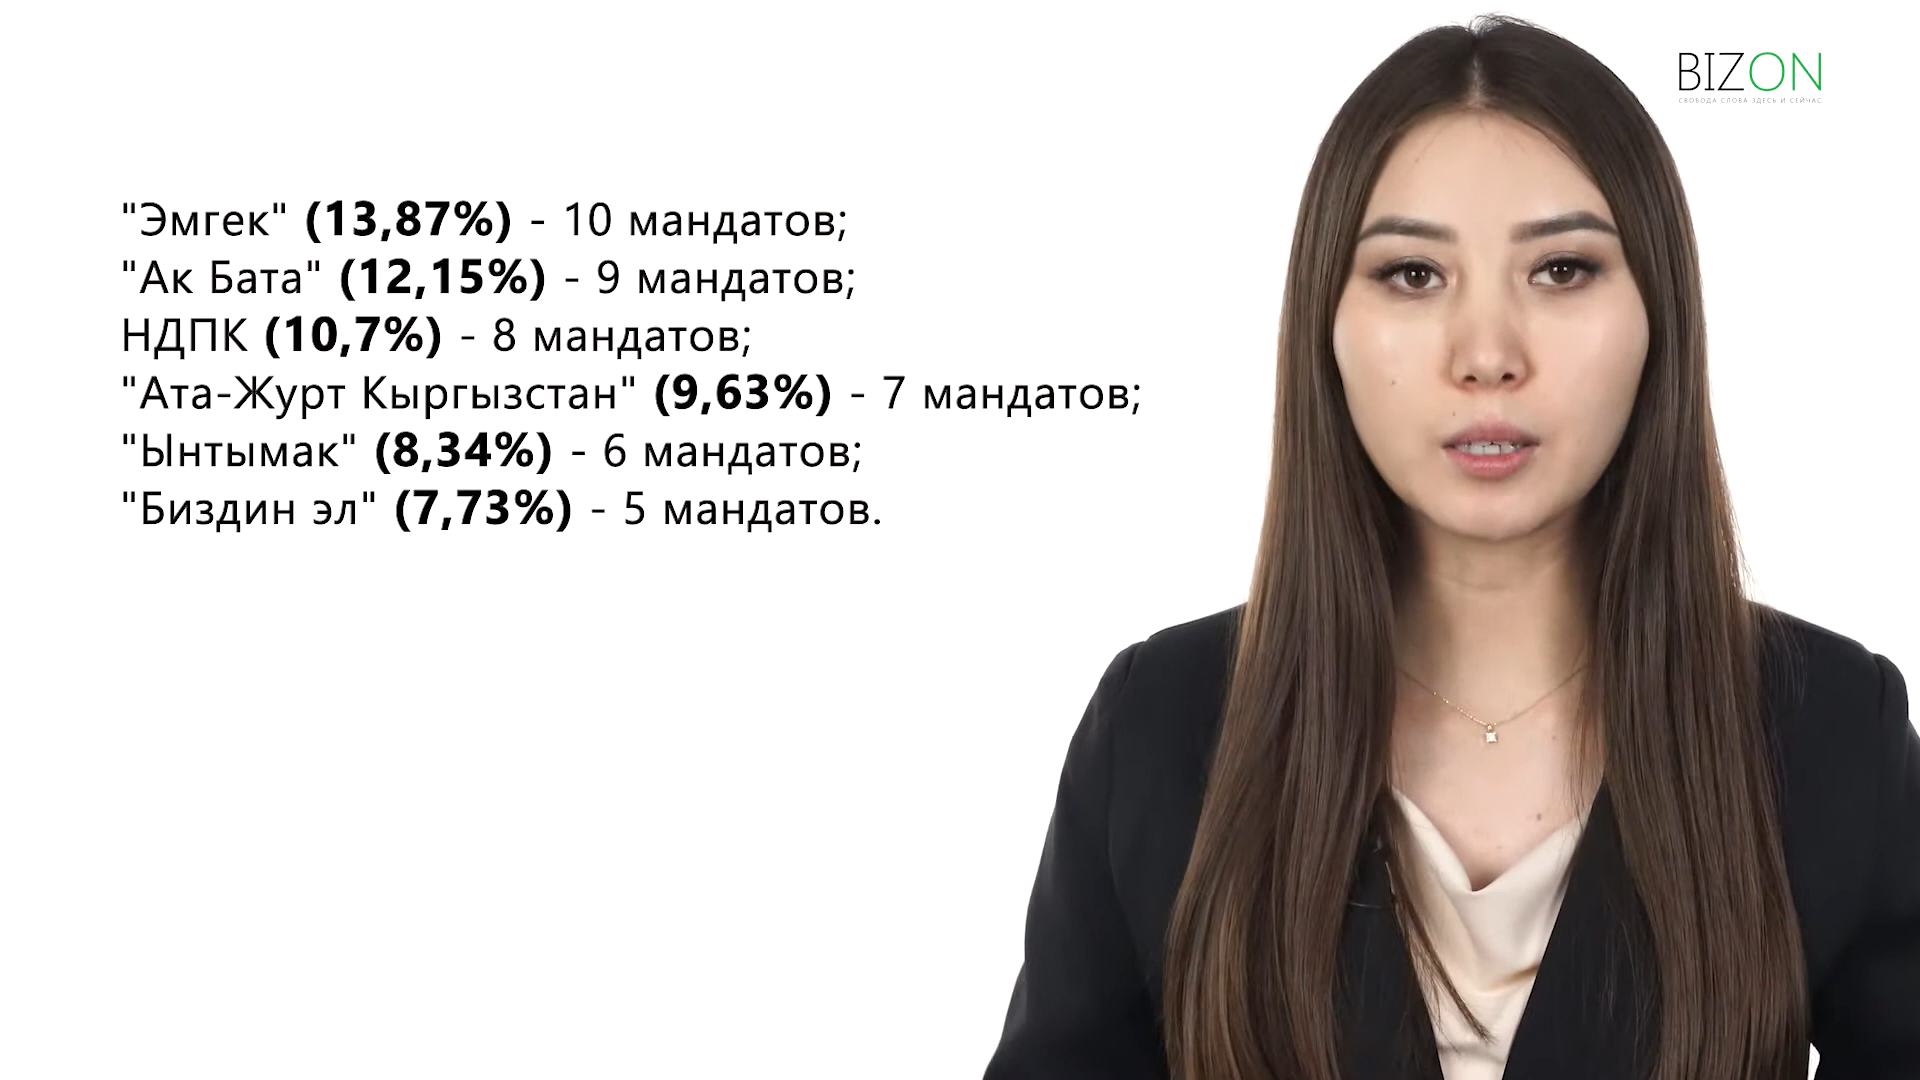 BIZON
СВОБОДА СЛОВА ЗДЕСЬ И СЕЙЧАС
"Эмгек" (13,87%) - 10 мандатов;
"Ак Бата" (12,15%) - 9 мандатов;
НДПК (10,7%) - 8 мандатов;
"Ата-Журт Кыргызстан" (9,63%) - 7 мандатов;
"Ынтымак" (8,34%) - 6 мандатов;
"Биздин эл" (7,73%) - 5 мандатов.